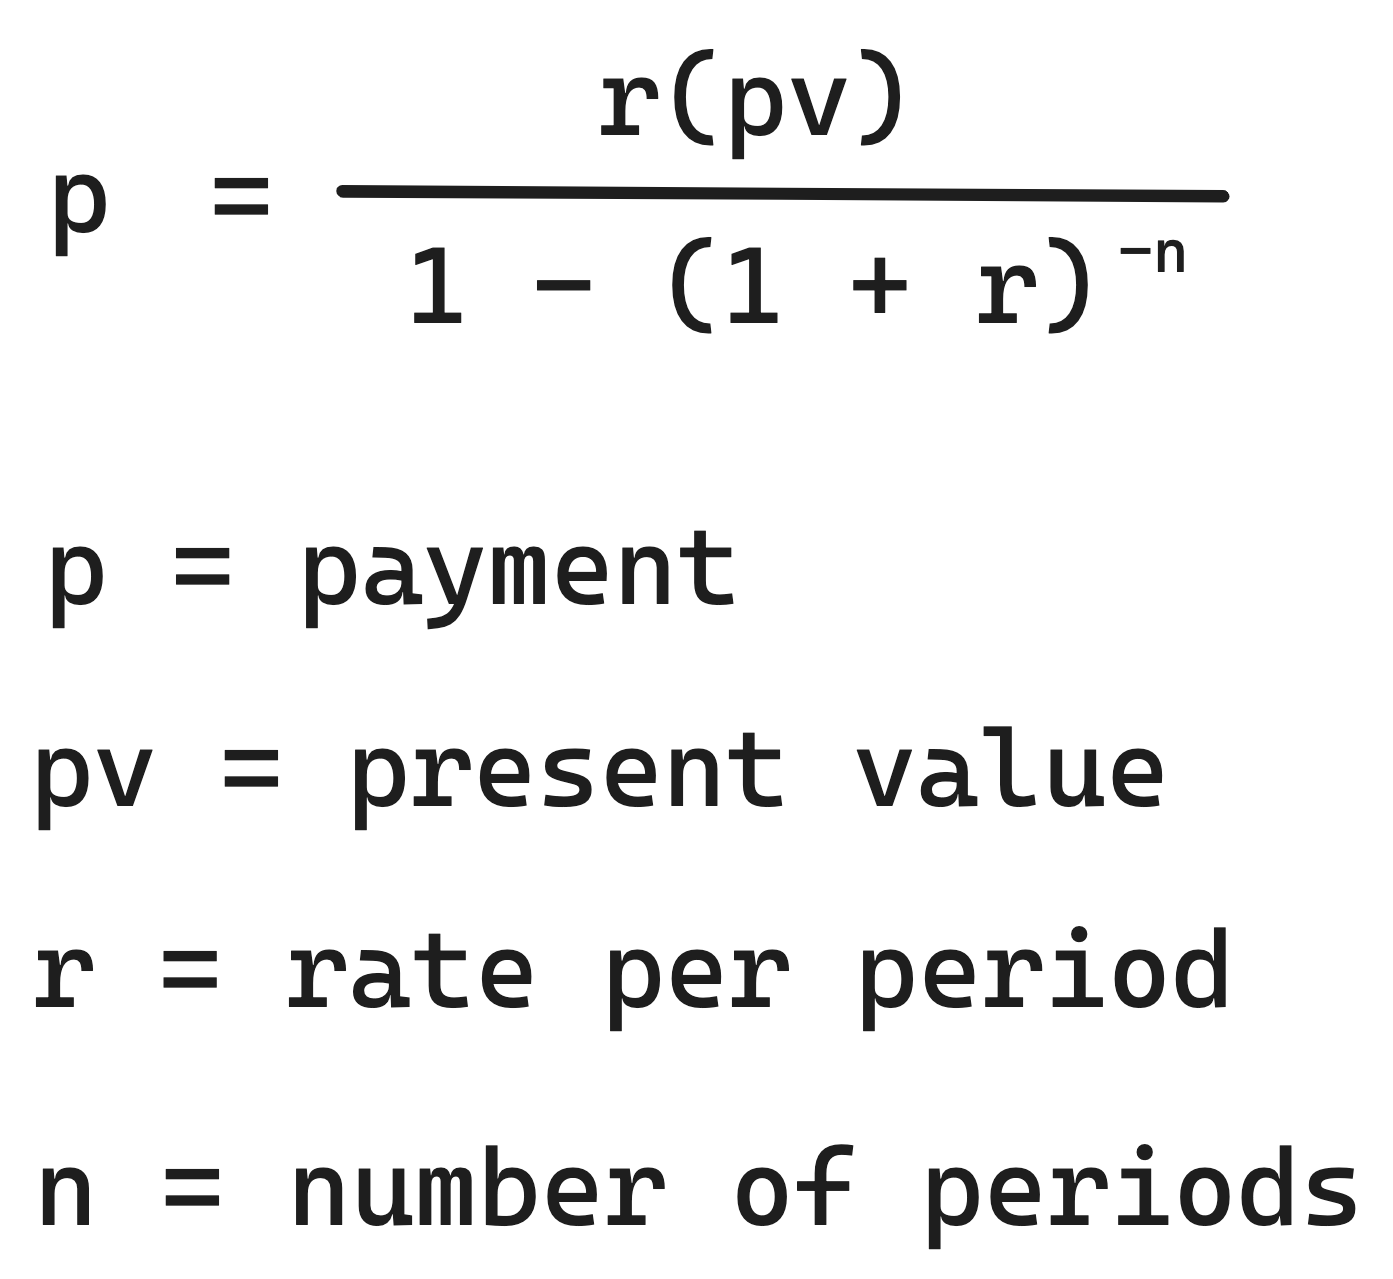 r(pv)
p = 
1 − (1 + r)⁻ⁿ
p = payment
pv = present value
r = rate per period
n = number of periods